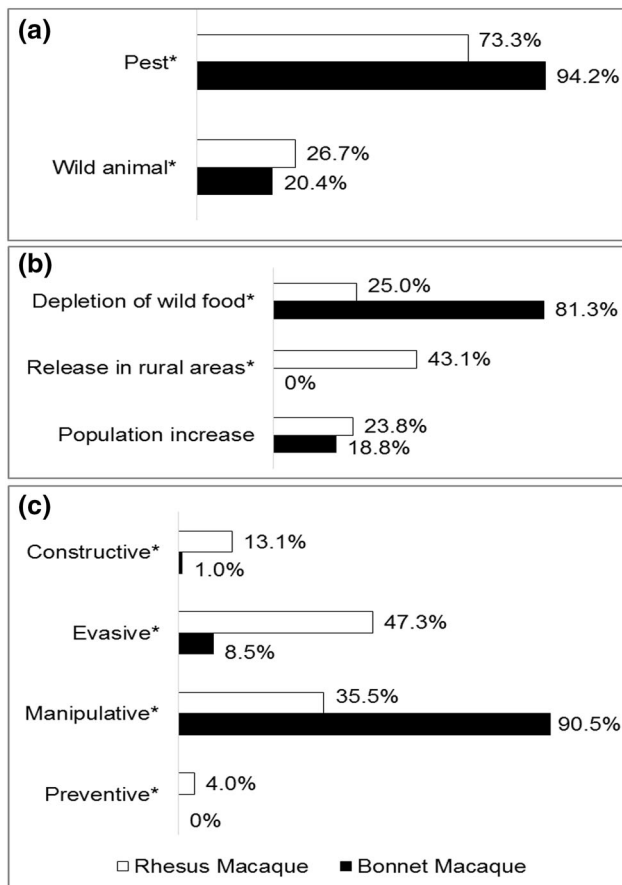 (a)
Pest*
73.3%
94.2%
Wild animal*
26.7%
20.4%
(b)
Depletion of wild food*
25.0%
81.3%
Release in rural areas*
43.1%
0%
Population increase
23.8%
18.8%
(c)
Constructive*
13.1%
1.0%
Evasive*
47.3%
8.5%
Manipulative*
35.5%
90.5%
Preventive*
4.0%
0%
Rhesus Macaque Bonnet Macaque